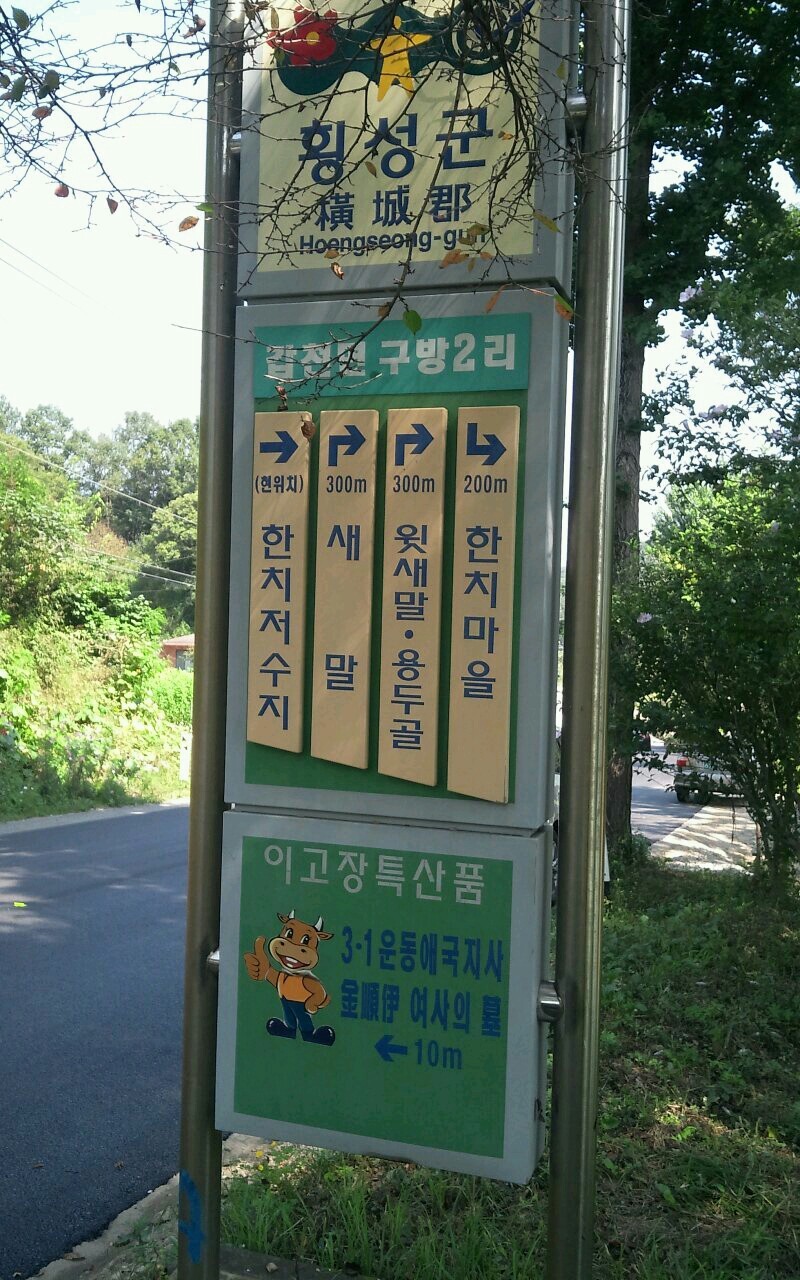 횡성군
橫城郡
Hoengseong-gun
갑천면 구방2리
(현위치)
한치저수지
300m
새말
300m
윗새말·용두골
200m
한치마을
이고장특산품
3·1운동애국지사
金順伊 여사의 墓
10m